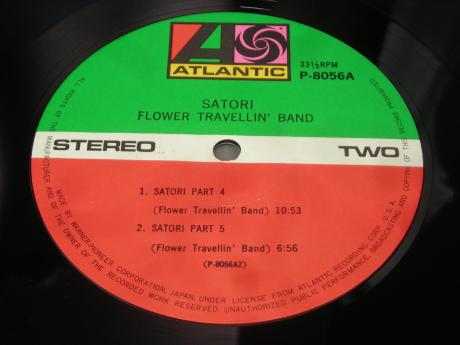 ATLANTIC
33⅓RPM
P-8056A
SATORI
FLOWER TRAVELLIN' BAND
STEREO
TWO
1. SATORI PART 4
(Flower Travellin' Band) 10:53
2. SATORI PART 5
(Flower Travellin' Band) 6:56
(P-8056A2)
ALL RIGHTS OF THE MANUFACTURER AND OF THE OWNER OF THE RECORDED WORK RESERVED. UNAUTHORIZED PUBLIC PERFORMANCE, BROADCASTING AND COPYING OF THIS RECORD PROHIBITED
MADE BY WARNER-PIONEER CORPORATION, JAPAN, UNDER LICENSE FROM ATLANTIC RECORDING CORP. U.S.A.